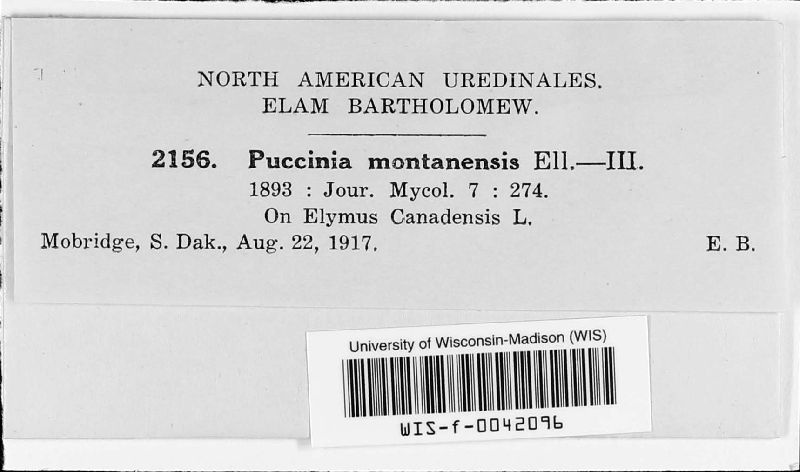 NORTH AMERICAN UREDINALES.
ELAM BARTHOLOMEW.
2156. Puccinia montanensis Ell.—III.
1893 : Jour. Mycol. 7 : 274.
On Elymus Canadensis L.
Mobridge, S. Dak., Aug. 22, 1917. E. B.
University of Wisconsin-Madison (WIS)
WIS-f-0042096